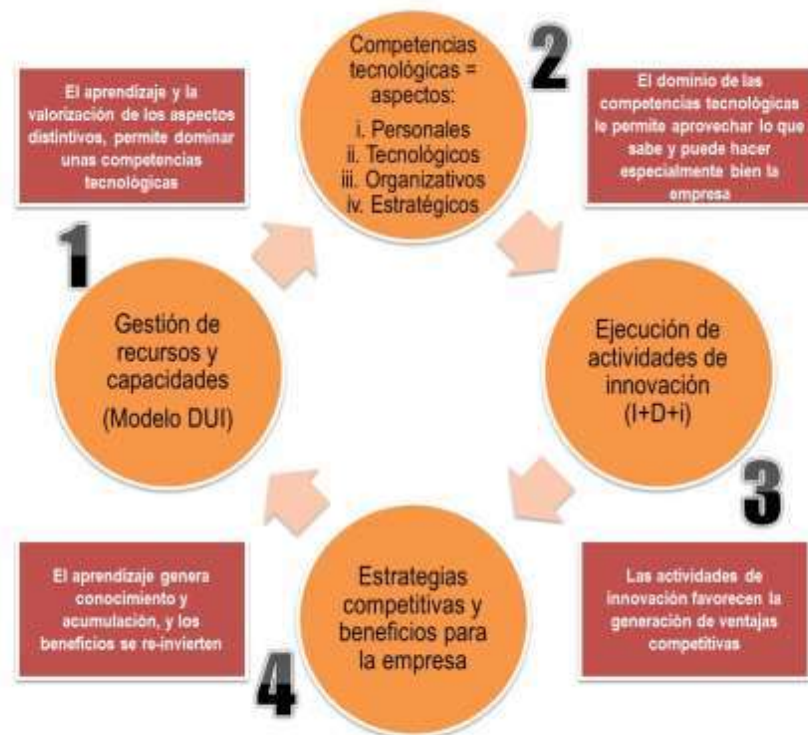 Competencias
tecnológicas =
aspectos:
i. Personales
ii. Tecnológicos
iii. Organizativos
iv. Estratégicos
2
El aprendizaje y la
valorización de los aspectos
distintivos, permite dominar
unas competencias
tecnológicas
El dominio de las
competencias tecnológicas
le permite aprovechar lo que
sabe y puede hacer
especialmente bien la
empresa
1
Gestión de
recursos y
capacidades
(Modelo DUI)
Ejecución de
actividades de
innovación
(I+D+i)
3
El aprendizaje genera
conocimiento y
acumulación, y los
beneficios se re-invierten
Estrategias
competitivas y
beneficios para
la empresa
Las actividades de
innovación favorecen la
generación de ventajas
competitivas
4